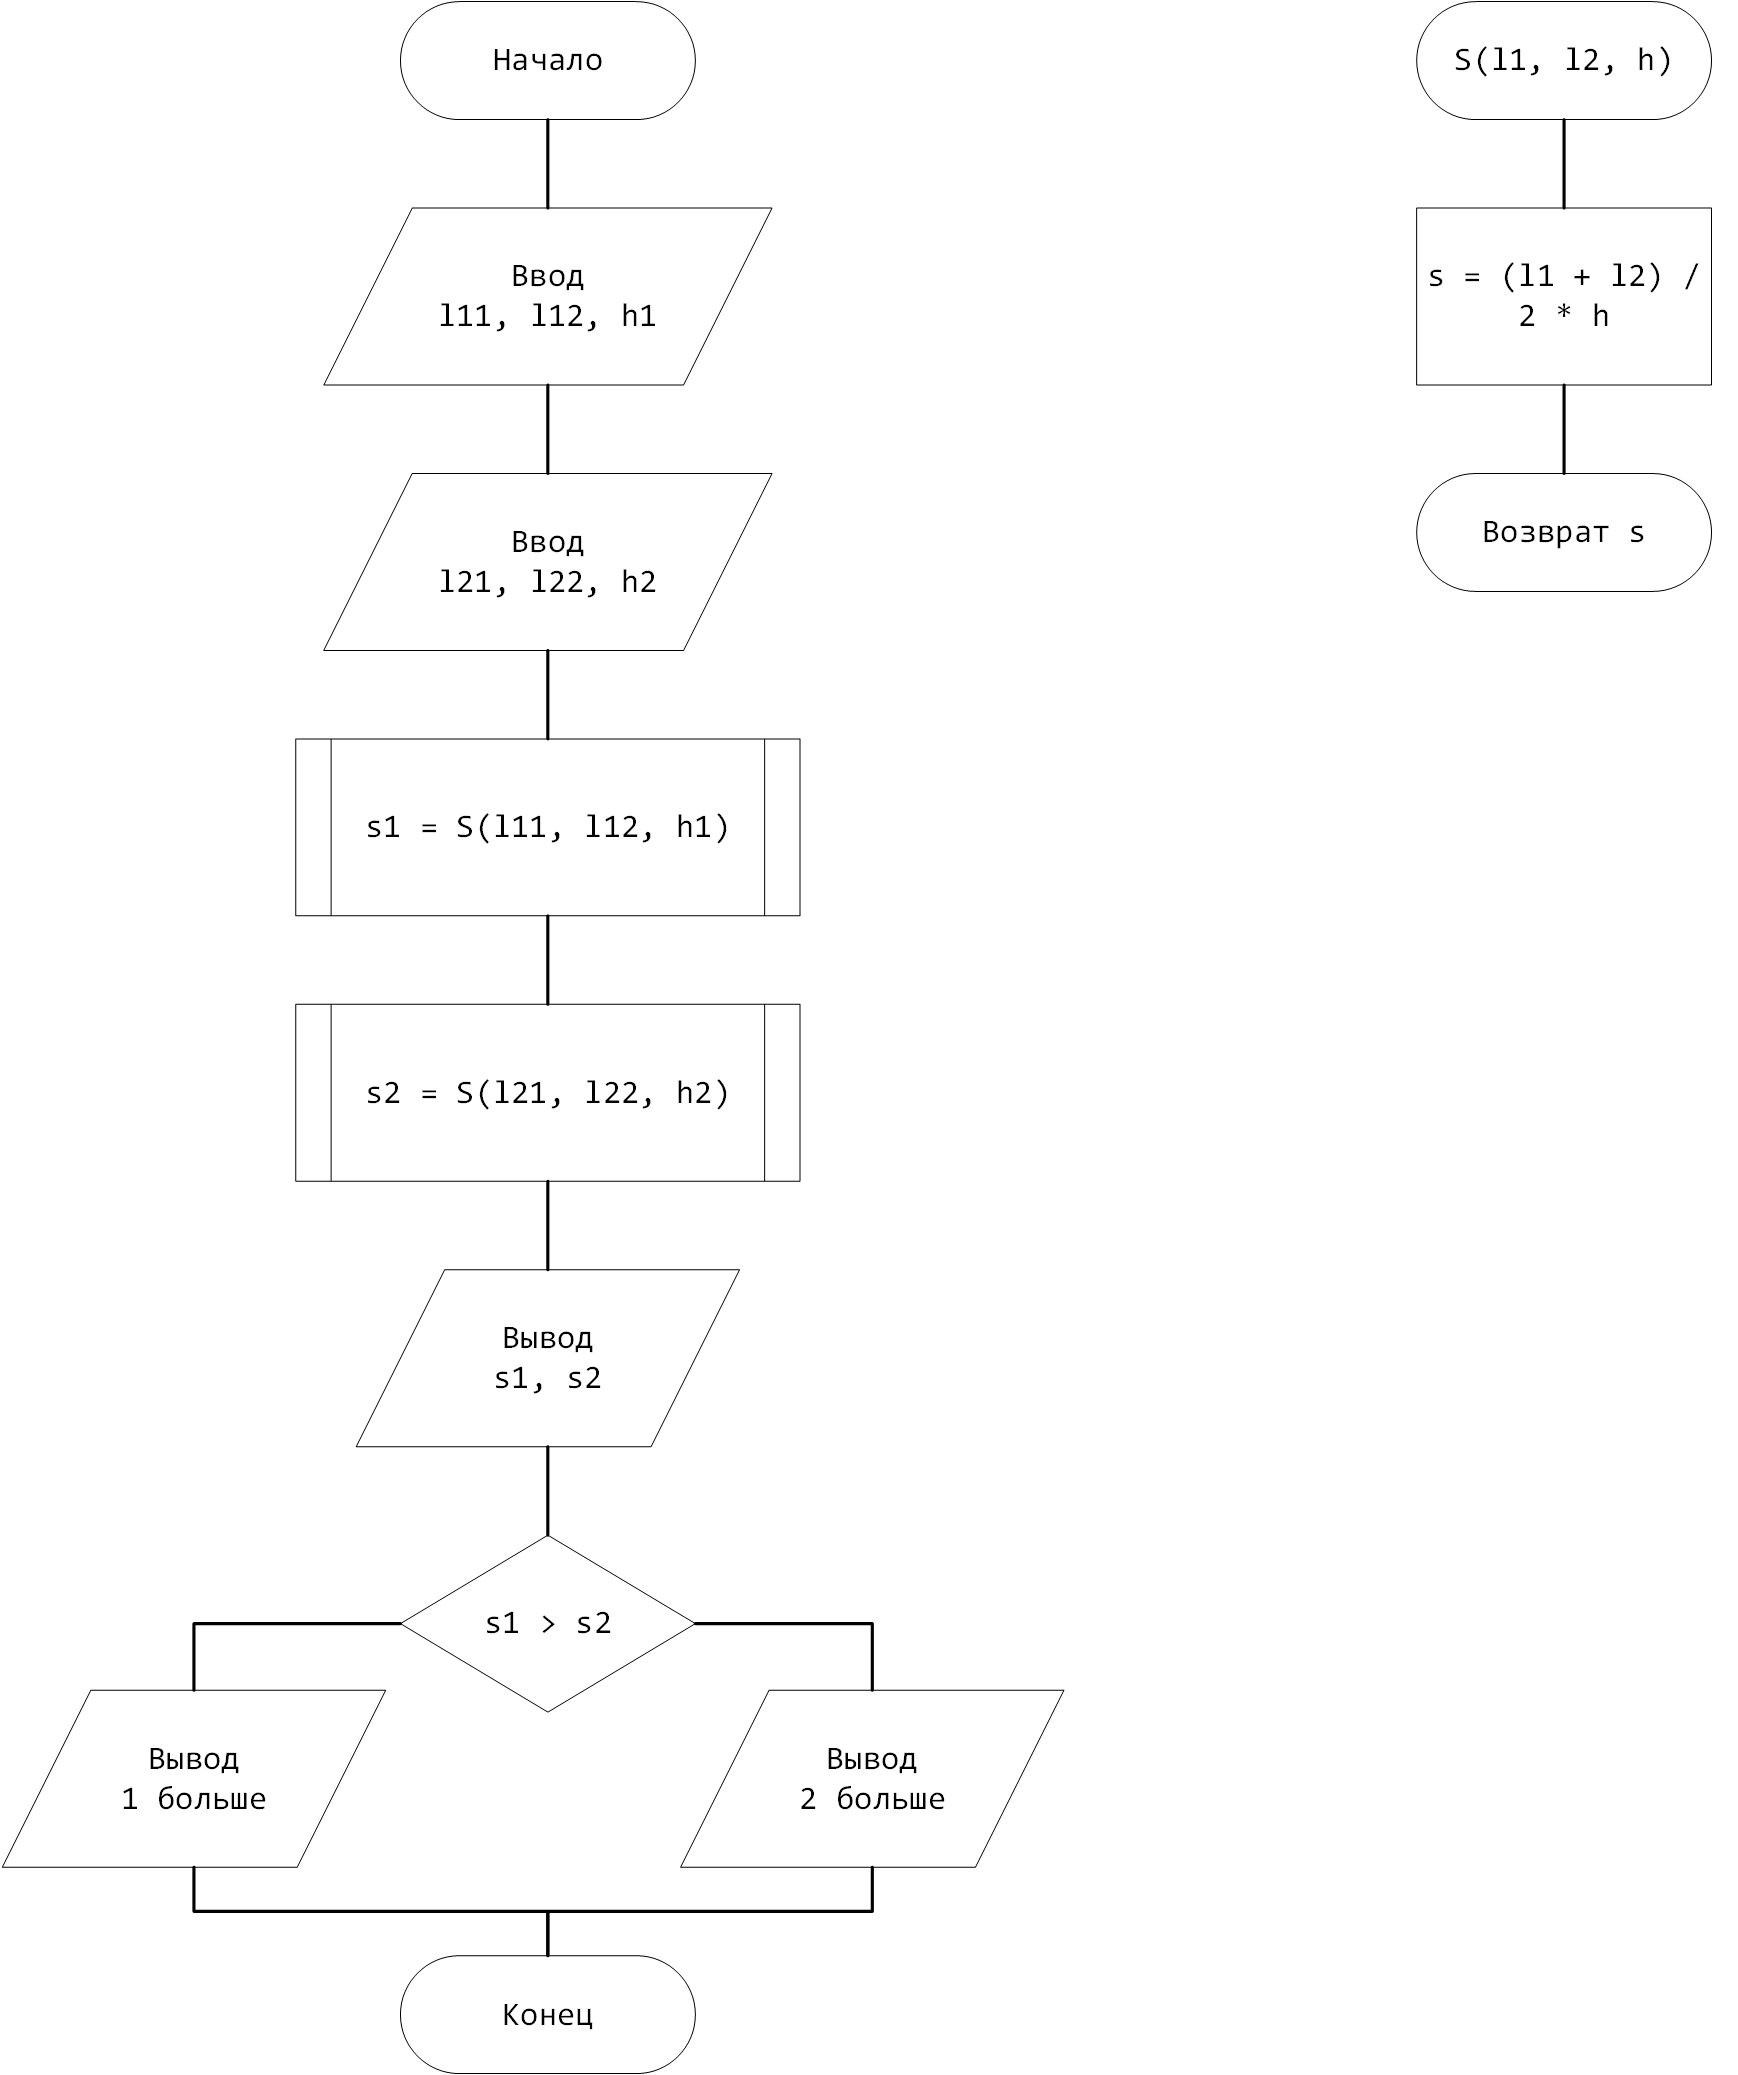 Начало
Ввод
l11, l12, h1
Ввод
l21, l22, h2
s1 = S(l11, l12, h1)
s2 = S(l21, l22, h2)
Вывод
s1, s2
s1 > s2
Вывод
1 больше
Вывод
2 больше
Конец
S(l1, l2, h)
s = (l1 + l2) /
2 * h
Возврат s